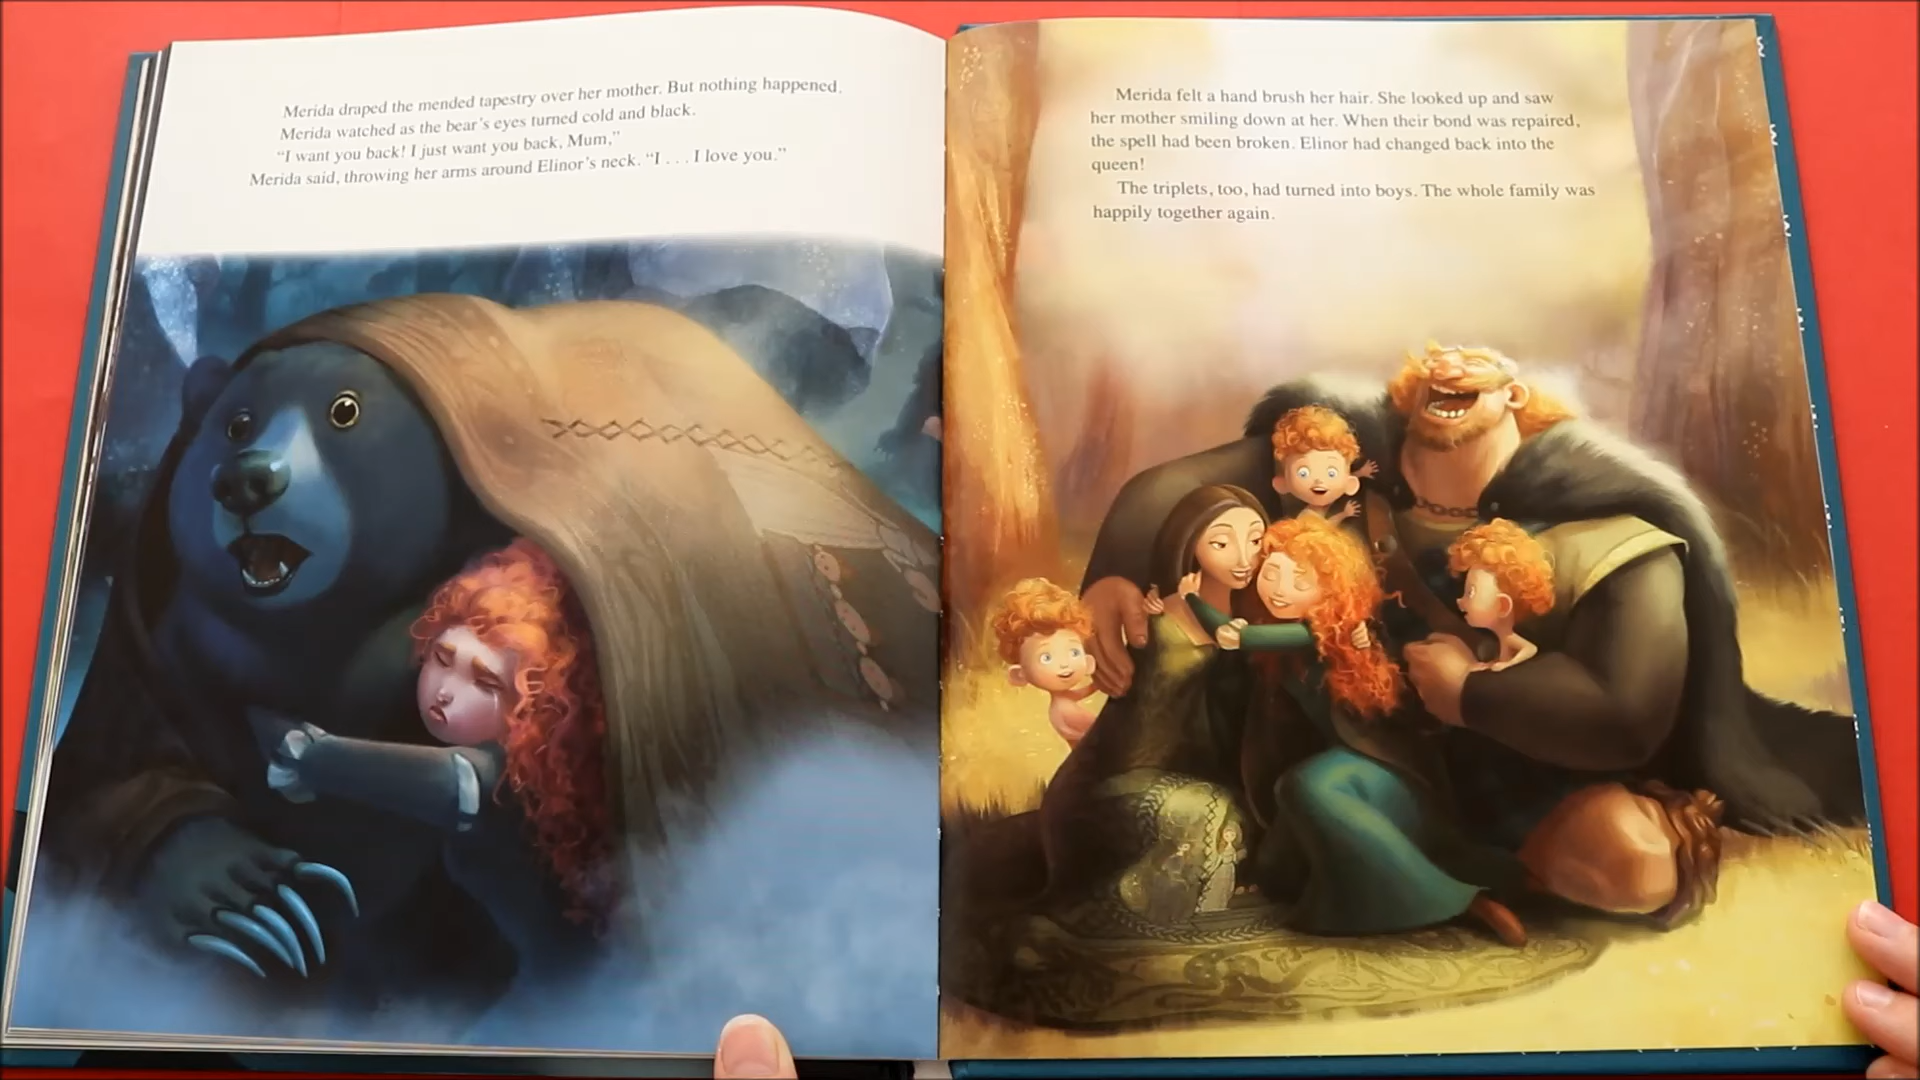 Merida draped the mended tapestry over her mother. But nothing happened.
Merida watched as the bear's eyes turned cold and black.
“I want you back! I just want you back, Mum,”
Merida said, throwing her arms around Elinor's neck. “I . . . I love you.”
Merida felt a hand brush her hair. She looked up and saw
her mother smiling down at her. When their bond was repaired,
the spell had been broken. Elinor had changed back into the
queen!
The triplets, too, had turned into boys. The whole family was
happily together again.